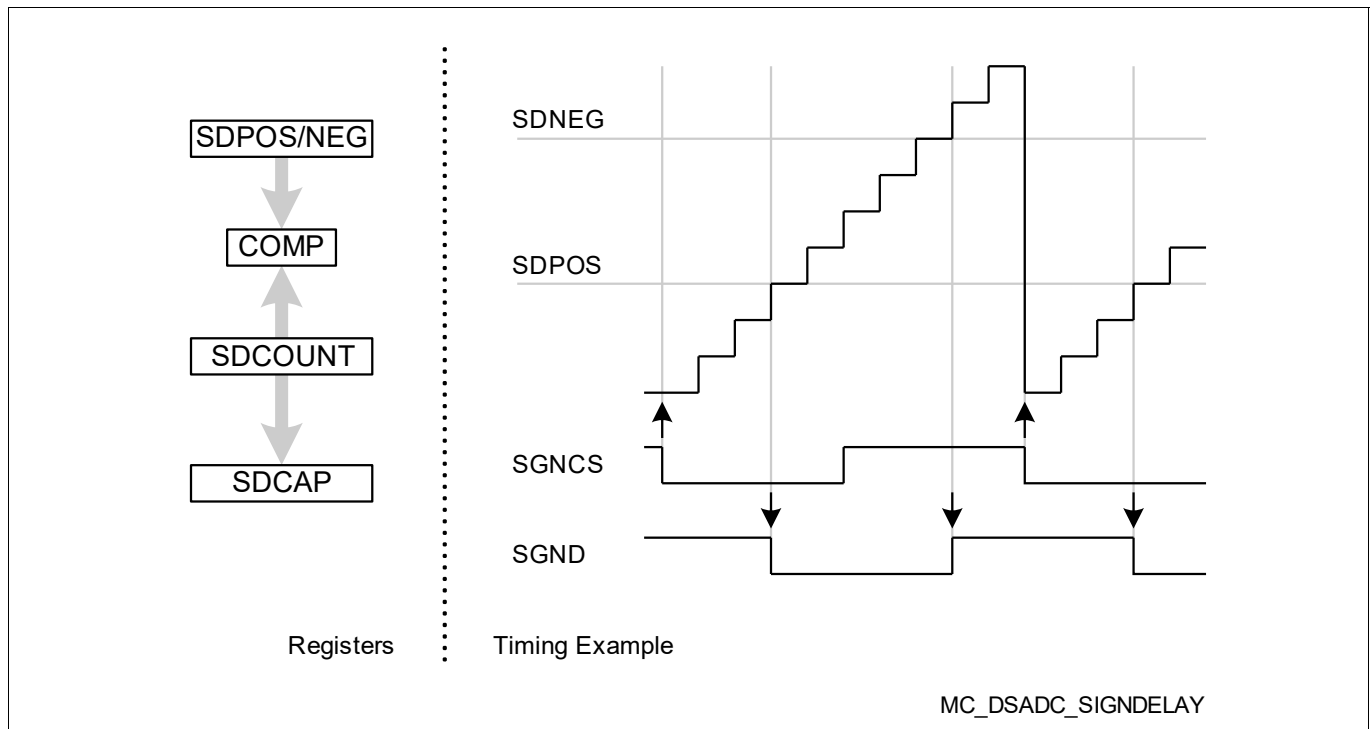 SDPOS/NEG
COMP
SDCOUNT
SDCAP
Registers
SDNEG
SDPOS
SGNCS
SGND
Timing Example
MC_DSADC_SIGNDELAY